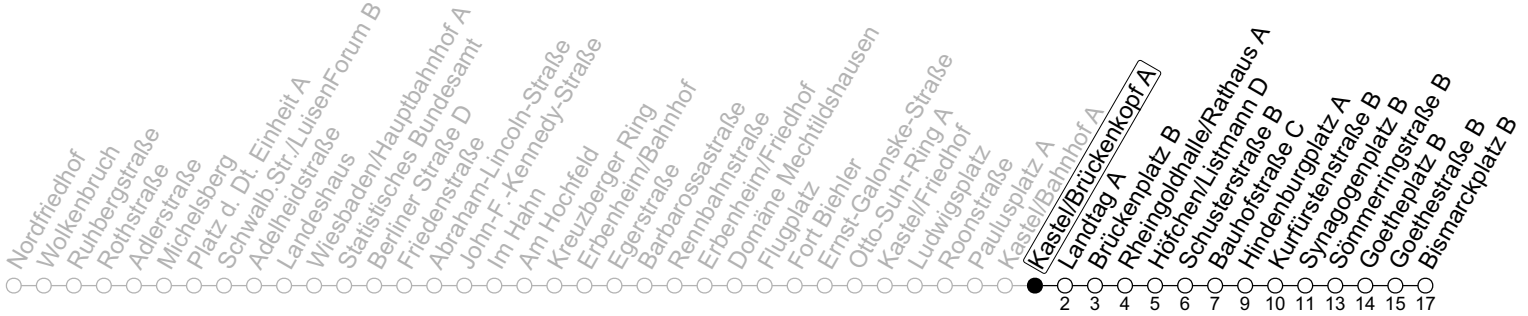 Nordfriedhof
Wolkenbruch
Ruhbergstraße
Rothstraße
Adlerstraße
Michelsberg
Platz d. Dt. Einheit A
Schwalb.Str./LuisenForum B
Adelheidstraße
Landeshaus
Wiesbaden/Hauptbahnhof A
Statistisches Bundesamt
Berliner Straße D
Friedenstraße
Abraham-Lincoln-Straße
John-F.-Kennedy-Straße
Im Hahn
Am Hochfeld
Kreuzberger Ring
Erbenheim/Bahnhof
Egerstraße
Barbarossastraße
Rennbahnstraße
Erbenheim/Friedhof
Domäne Mechtildshausen
Flugplatz
Fort Biehler
Ernst-Galonske-Straße
Otto-Suhr-Ring A
Kastel/Friedhof
Ludwigsplatz
Roonstraße
Paulusplatz A
Kastel/Bahnhof A
Kastel/Brückenkopf A
Landtag A
Brückenplatz B
Rheingoldhalle/Rathaus A
Höfchen/Listmann D
Schusterstraße B
Bauhofstraße C
Hindenburgplatz A
Kurfürstenstraße B
Synagogenplatz B
Sömmerringstraße B
Goetheplatz B
Goethestraße B
Bismarckplatz B
2 3 4 5 6 7 9 10 11 13 14 15 17